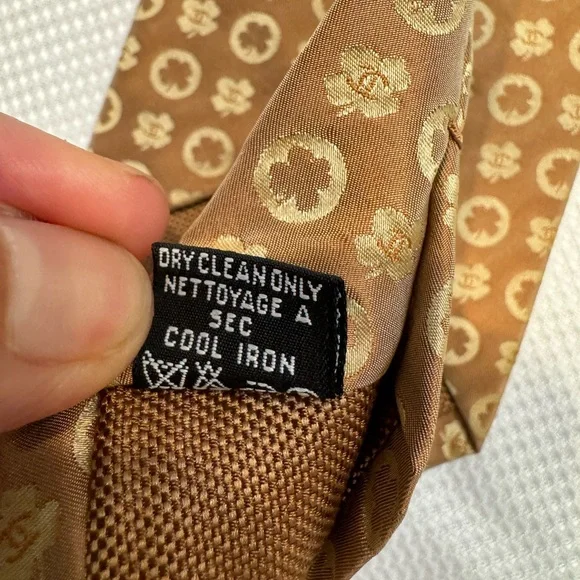 DRY CLEAN ONLY
NETTOYAGE A
SEC
COOL IRON